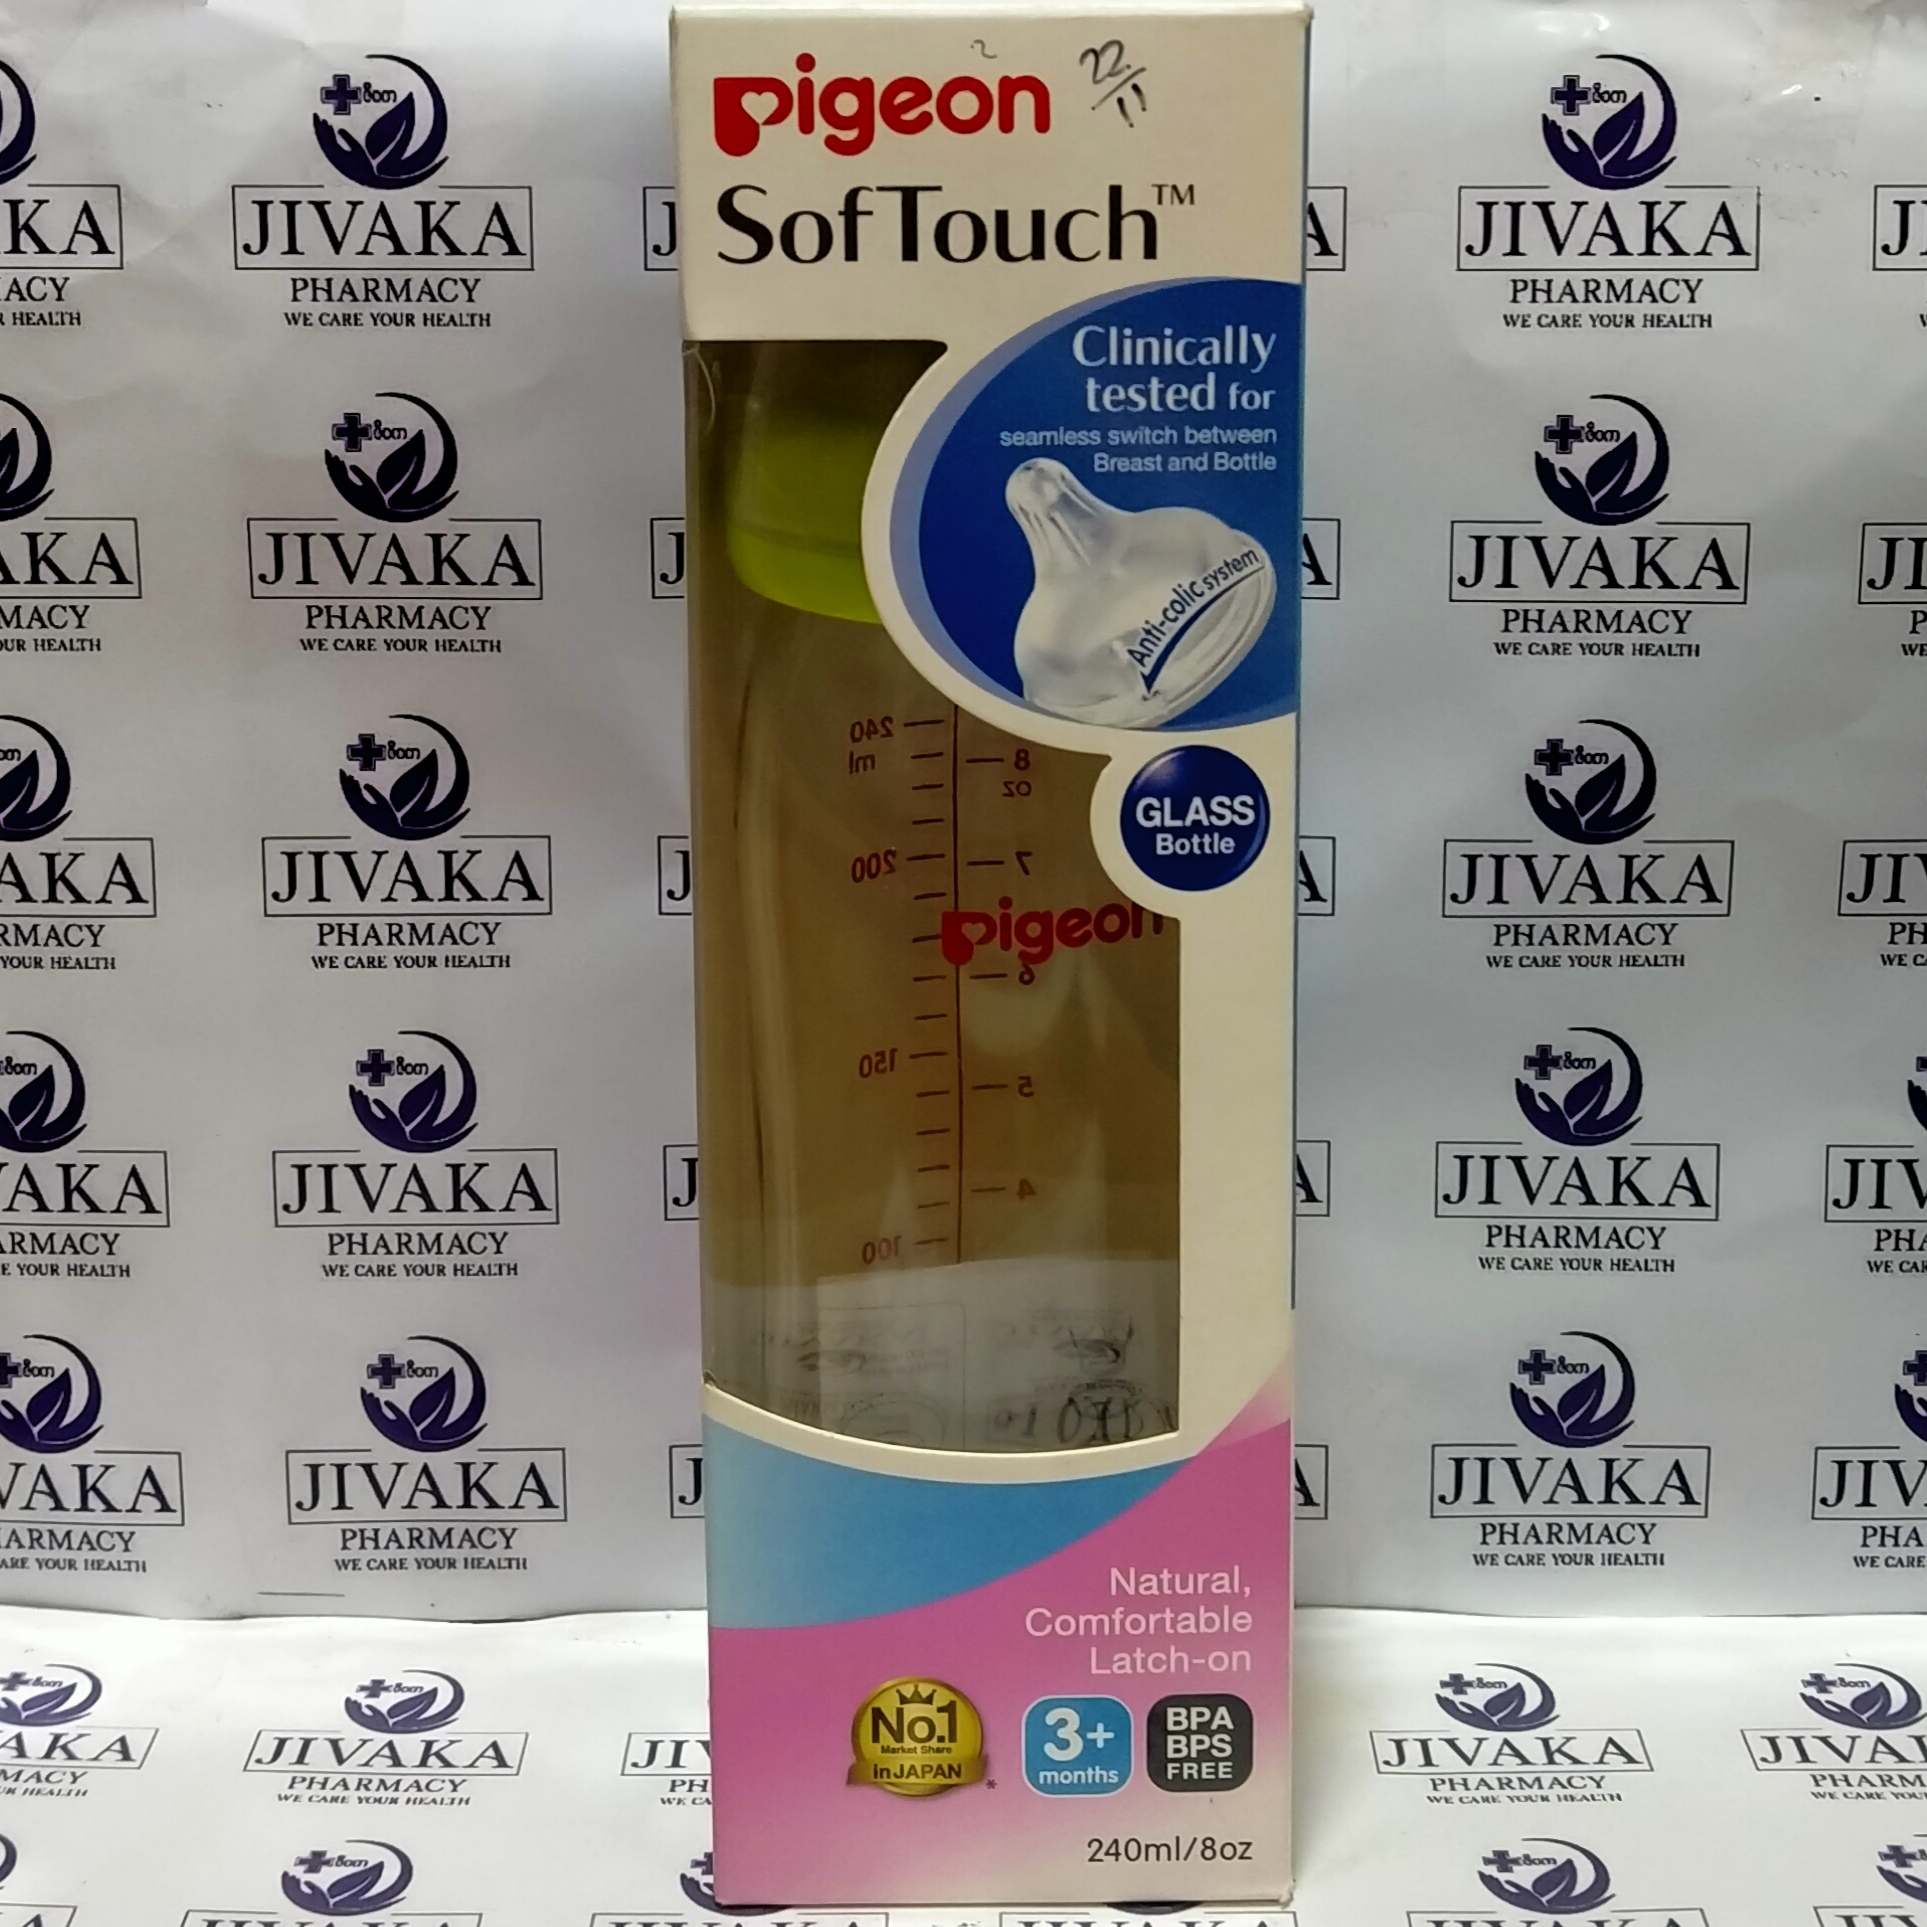 pigeon
22/11
SofTouch™
Clinically
tested for
seamless switch between
Breast and Bottle
Anti-colic system
240
ml
8
oz
GLASS
Bottle
200
7
pigeon
6
150
5
4
100
Natural,
Comfortable
Latch-on
No.1
Market Share
in JAPAN
*
3+
months
BPA
BPS
FREE
240ml/8oz
JIVAKA
PHARMACY
WE CARE YOUR HEALTH